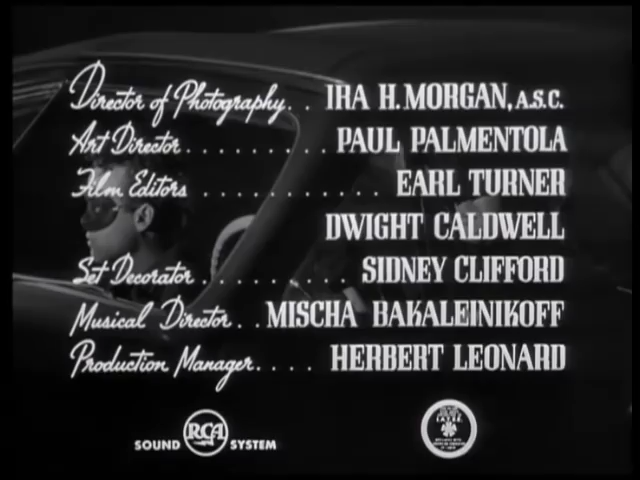 Director of Photography.. IRA H. MORGAN, A.S.C.
Art Director.......... PAUL PALMENTOLA
Film Editors ........... EARL TURNER
DWIGHT CALDWELL
Set Decorator.......... SIDNEY CLIFFORD
Musical Director.. MISCHA BAKALEINIKOFF
Production Manager.... HERBERT LEONARD
SOUND RCA SYSTEM